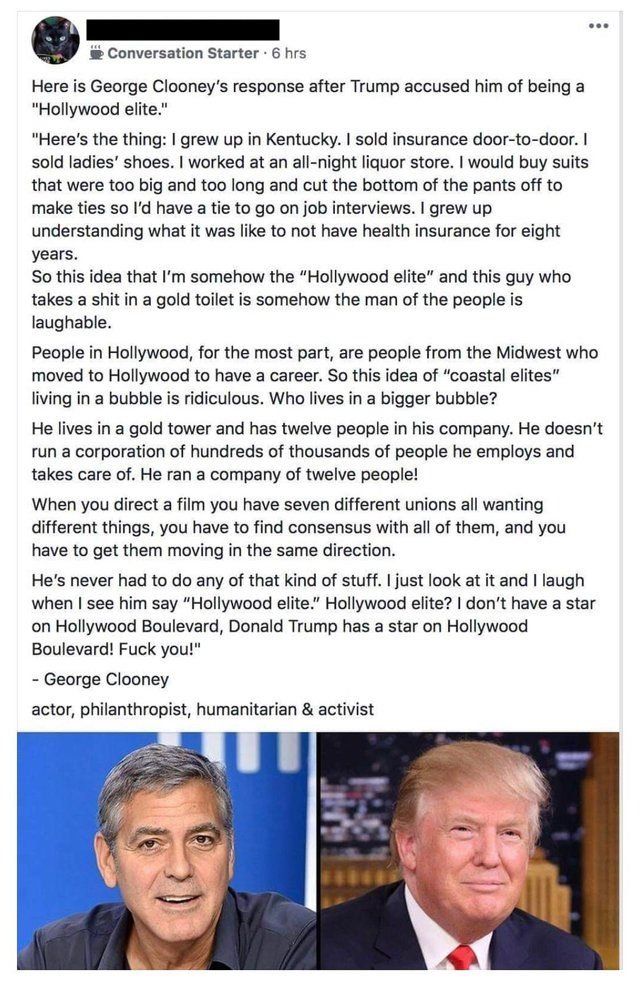 Conversation Starter · 6 hrs
Here is George Clooney’s response after Trump accused him of being a
"Hollywood elite."
"Here’s the thing: I grew up in Kentucky. I sold insurance door-to-door. I
sold ladies’ shoes. I worked at an all-night liquor store. I would buy suits
that were too big and too long and cut the bottom of the pants off to
make ties so I’d have a tie to go on job interviews. I grew up
understanding what it was like to not have health insurance for eight
years.
So this idea that I’m somehow the “Hollywood elite” and this guy who
takes a shit in a gold toilet is somehow the man of the people is
laughable.
People in Hollywood, for the most part, are people from the Midwest who
moved to Hollywood to have a career. So this idea of “coastal elites”
living in a bubble is ridiculous. Who lives in a bigger bubble?
He lives in a gold tower and has twelve people in his company. He doesn’t
run a corporation of hundreds of thousands of people he employs and
takes care of. He ran a company of twelve people!
When you direct a film you have seven different unions all wanting
different things, you have to find consensus with all of them, and you
have to get them moving in the same direction.
He’s never had to do any of that kind of stuff. I just look at it and I laugh
when I see him say “Hollywood elite.” Hollywood elite? I don’t have a star
on Hollywood Boulevard, Donald Trump has a star on Hollywood
Boulevard! Fuck you!"
- George Clooney
actor, philanthropist, humanitarian & activist